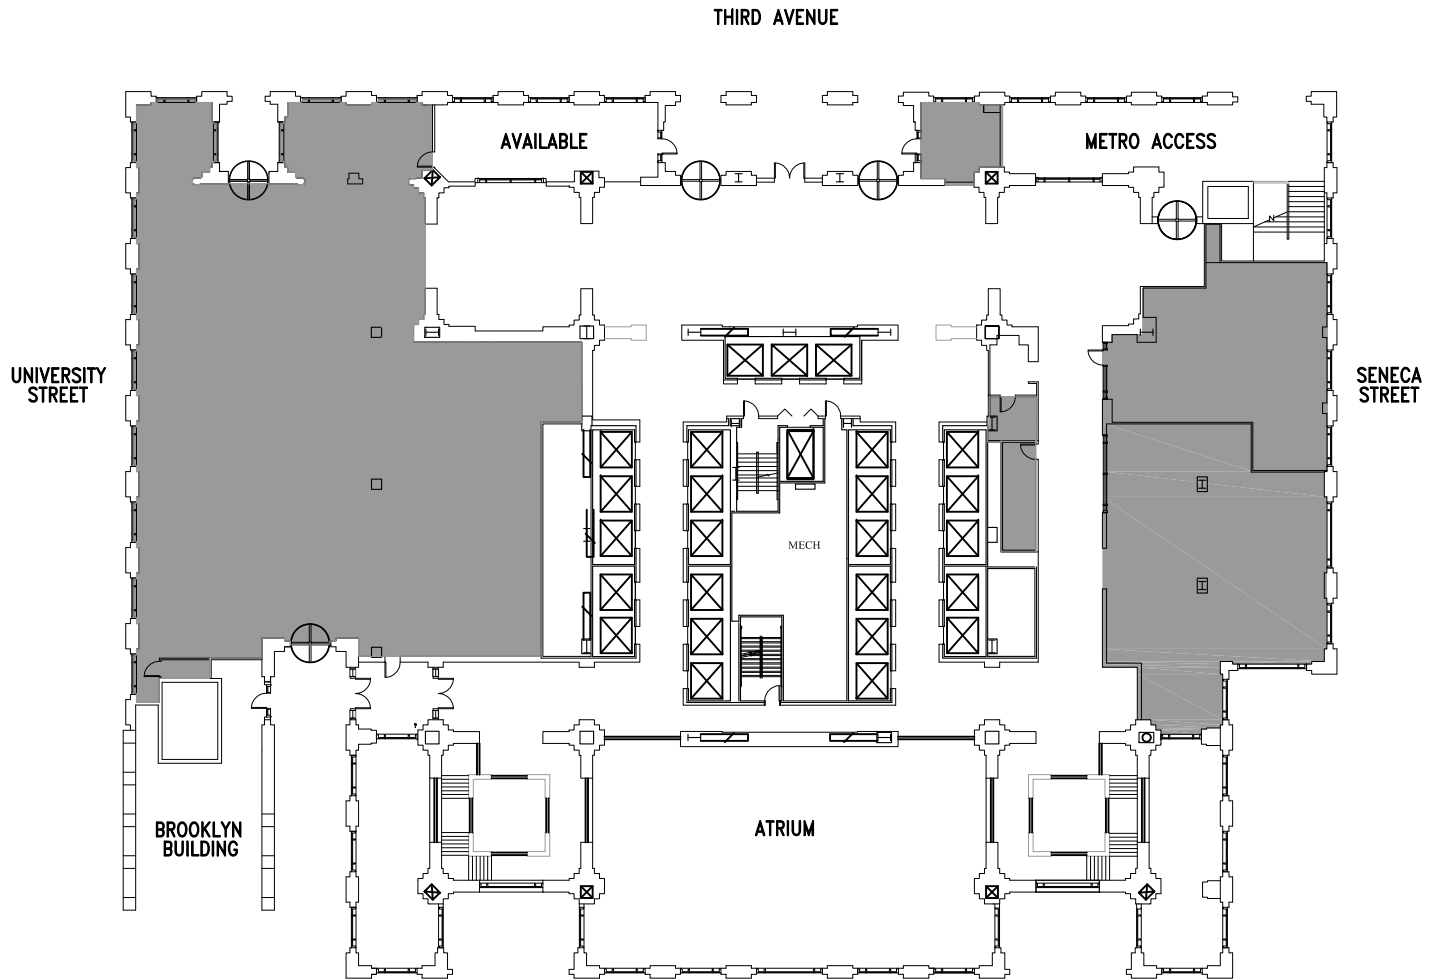 THIRD AVENUE
AVAILABLE
METRO ACCESS
UNIVERSITY
STREET
SENECA
STREET
MECH
ATRIUM
BROOKLYN
BUILDING